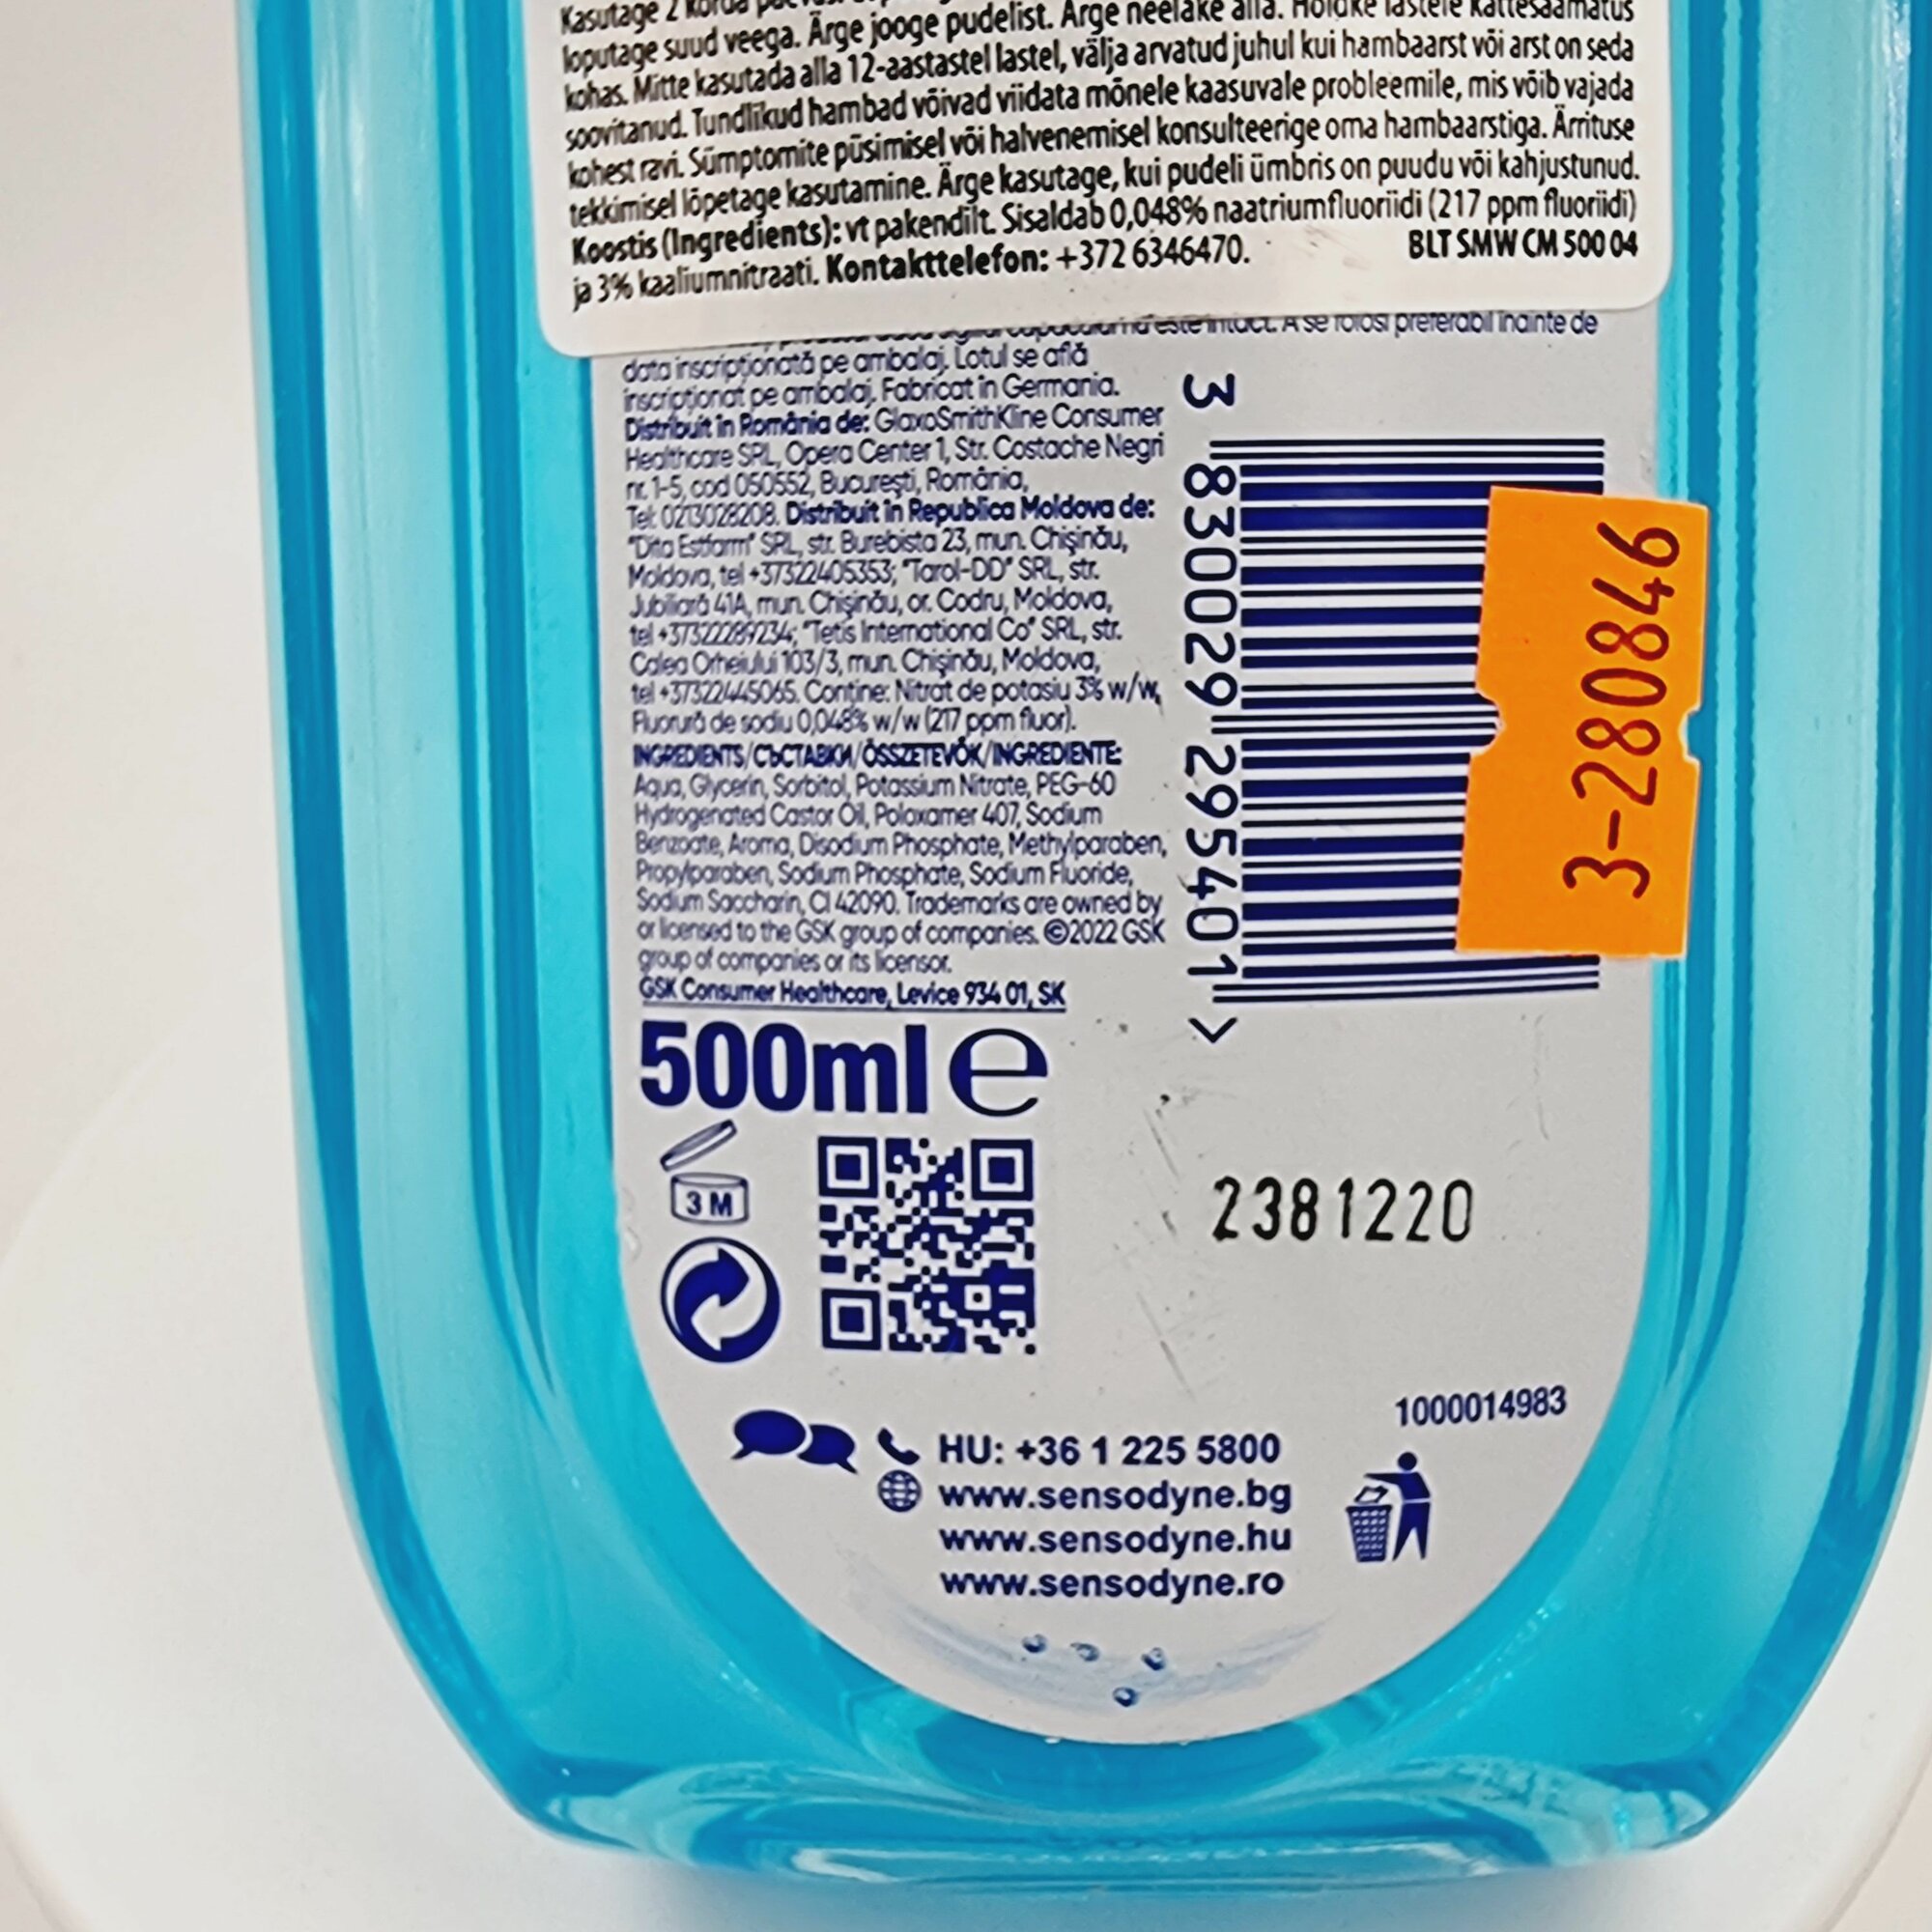 Kasutage 2 korda
loputage suud veega. Ärge jooge pudelist. Ärge neelake alla. Hoidke lastele kättesaamatus
kohas. Mitte kasutada alla 12-aastastel lastel, välja arvatud juhul kui hambaarst või arst on seda
soovitanud. Tundlikud hambad võivad viidata mõnele kaasuvale probleemile, mis võib vajada
kohest ravi. Sümptomite püsimisel või halvenemisel konsulteerige oma hambaarstiga. Ärrituse
tekkimisel lõpetage kasutamine. Ärge kasutage, kui pudeli ümbris on puudu või kahjustunud.
Koostis (Ingredients): vt pakendilt. Sisaldab 0,048% naatriumfluoriidi (217 ppm fluoriidi)
ja 3% kaaliumnitraati. Kontakttelefon: +372 6346470.
BLT SMW CM 500 04
este intact. A se folosi preferabil înainte de
data inscripționată pe ambalaj. Lotul se află
inscripționat pe ambalaj. Fabricat în Germania.
Distribuit în România de: GlaxoSmithKline Consumer
Healthcare SRL, Opera Center 1, Str. Costache Negri
nr. 1-5, cod 050552, București, România,
Tel: 0213028208. Distribuit în Republica Moldova de:
"Dita Estfarm" SRL, str. Burebista 23, mun. Chișinău,
Moldova, tel +37322405353; "Tarol-DD" SRL, str.
Jubiliară 41A, mun. Chișinău, or. Codru, Moldova,
tel +37322289234; "Tetis International Co" SRL, str.
Calea Orheiului 103/3, mun. Chișinău, Moldova,
tel +37322445065. Conține: Nitrat de potasiu 3% w/w,
Fluorură de sodiu 0,048% w/w (217 ppm fluor).
INGREDIENTS/СЪСТАВКИ/ÖSSZETEVŐK/INGREDIENTE:
Aqua, Glycerin, Sorbitol, Potassium Nitrate, PEG-60
Hydrogenated Castor Oil, Poloxamer 407, Sodium
Benzoate, Aroma, Disodium Phosphate, Methylparaben,
Propylparaben, Sodium Phosphate, Sodium Fluoride,
Sodium Saccharin, CI 42090. Trademarks are owned by
or licensed to the GSK group of companies. ©2022 GSK
group of companies or its licensor.
GSK Consumer Healthcare, Levice 934 01, SK
3 830029 295401 >
3-280846
500ml e
3 M
2381220
1000014983
HU: +36 1 225 5800
www.sensodyne.bg
www.sensodyne.hu
www.sensodyne.ro